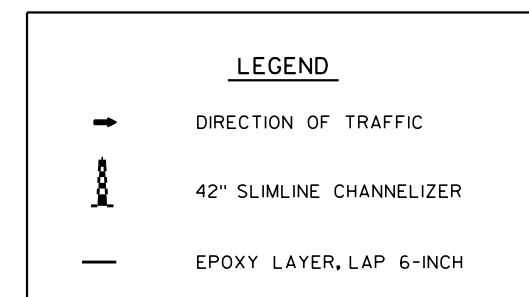 LEGEND
DIRECTION OF TRAFFIC
42" SLIMLINE CHANNELIZER
EPOXY LAYER, LAP 6-INCH